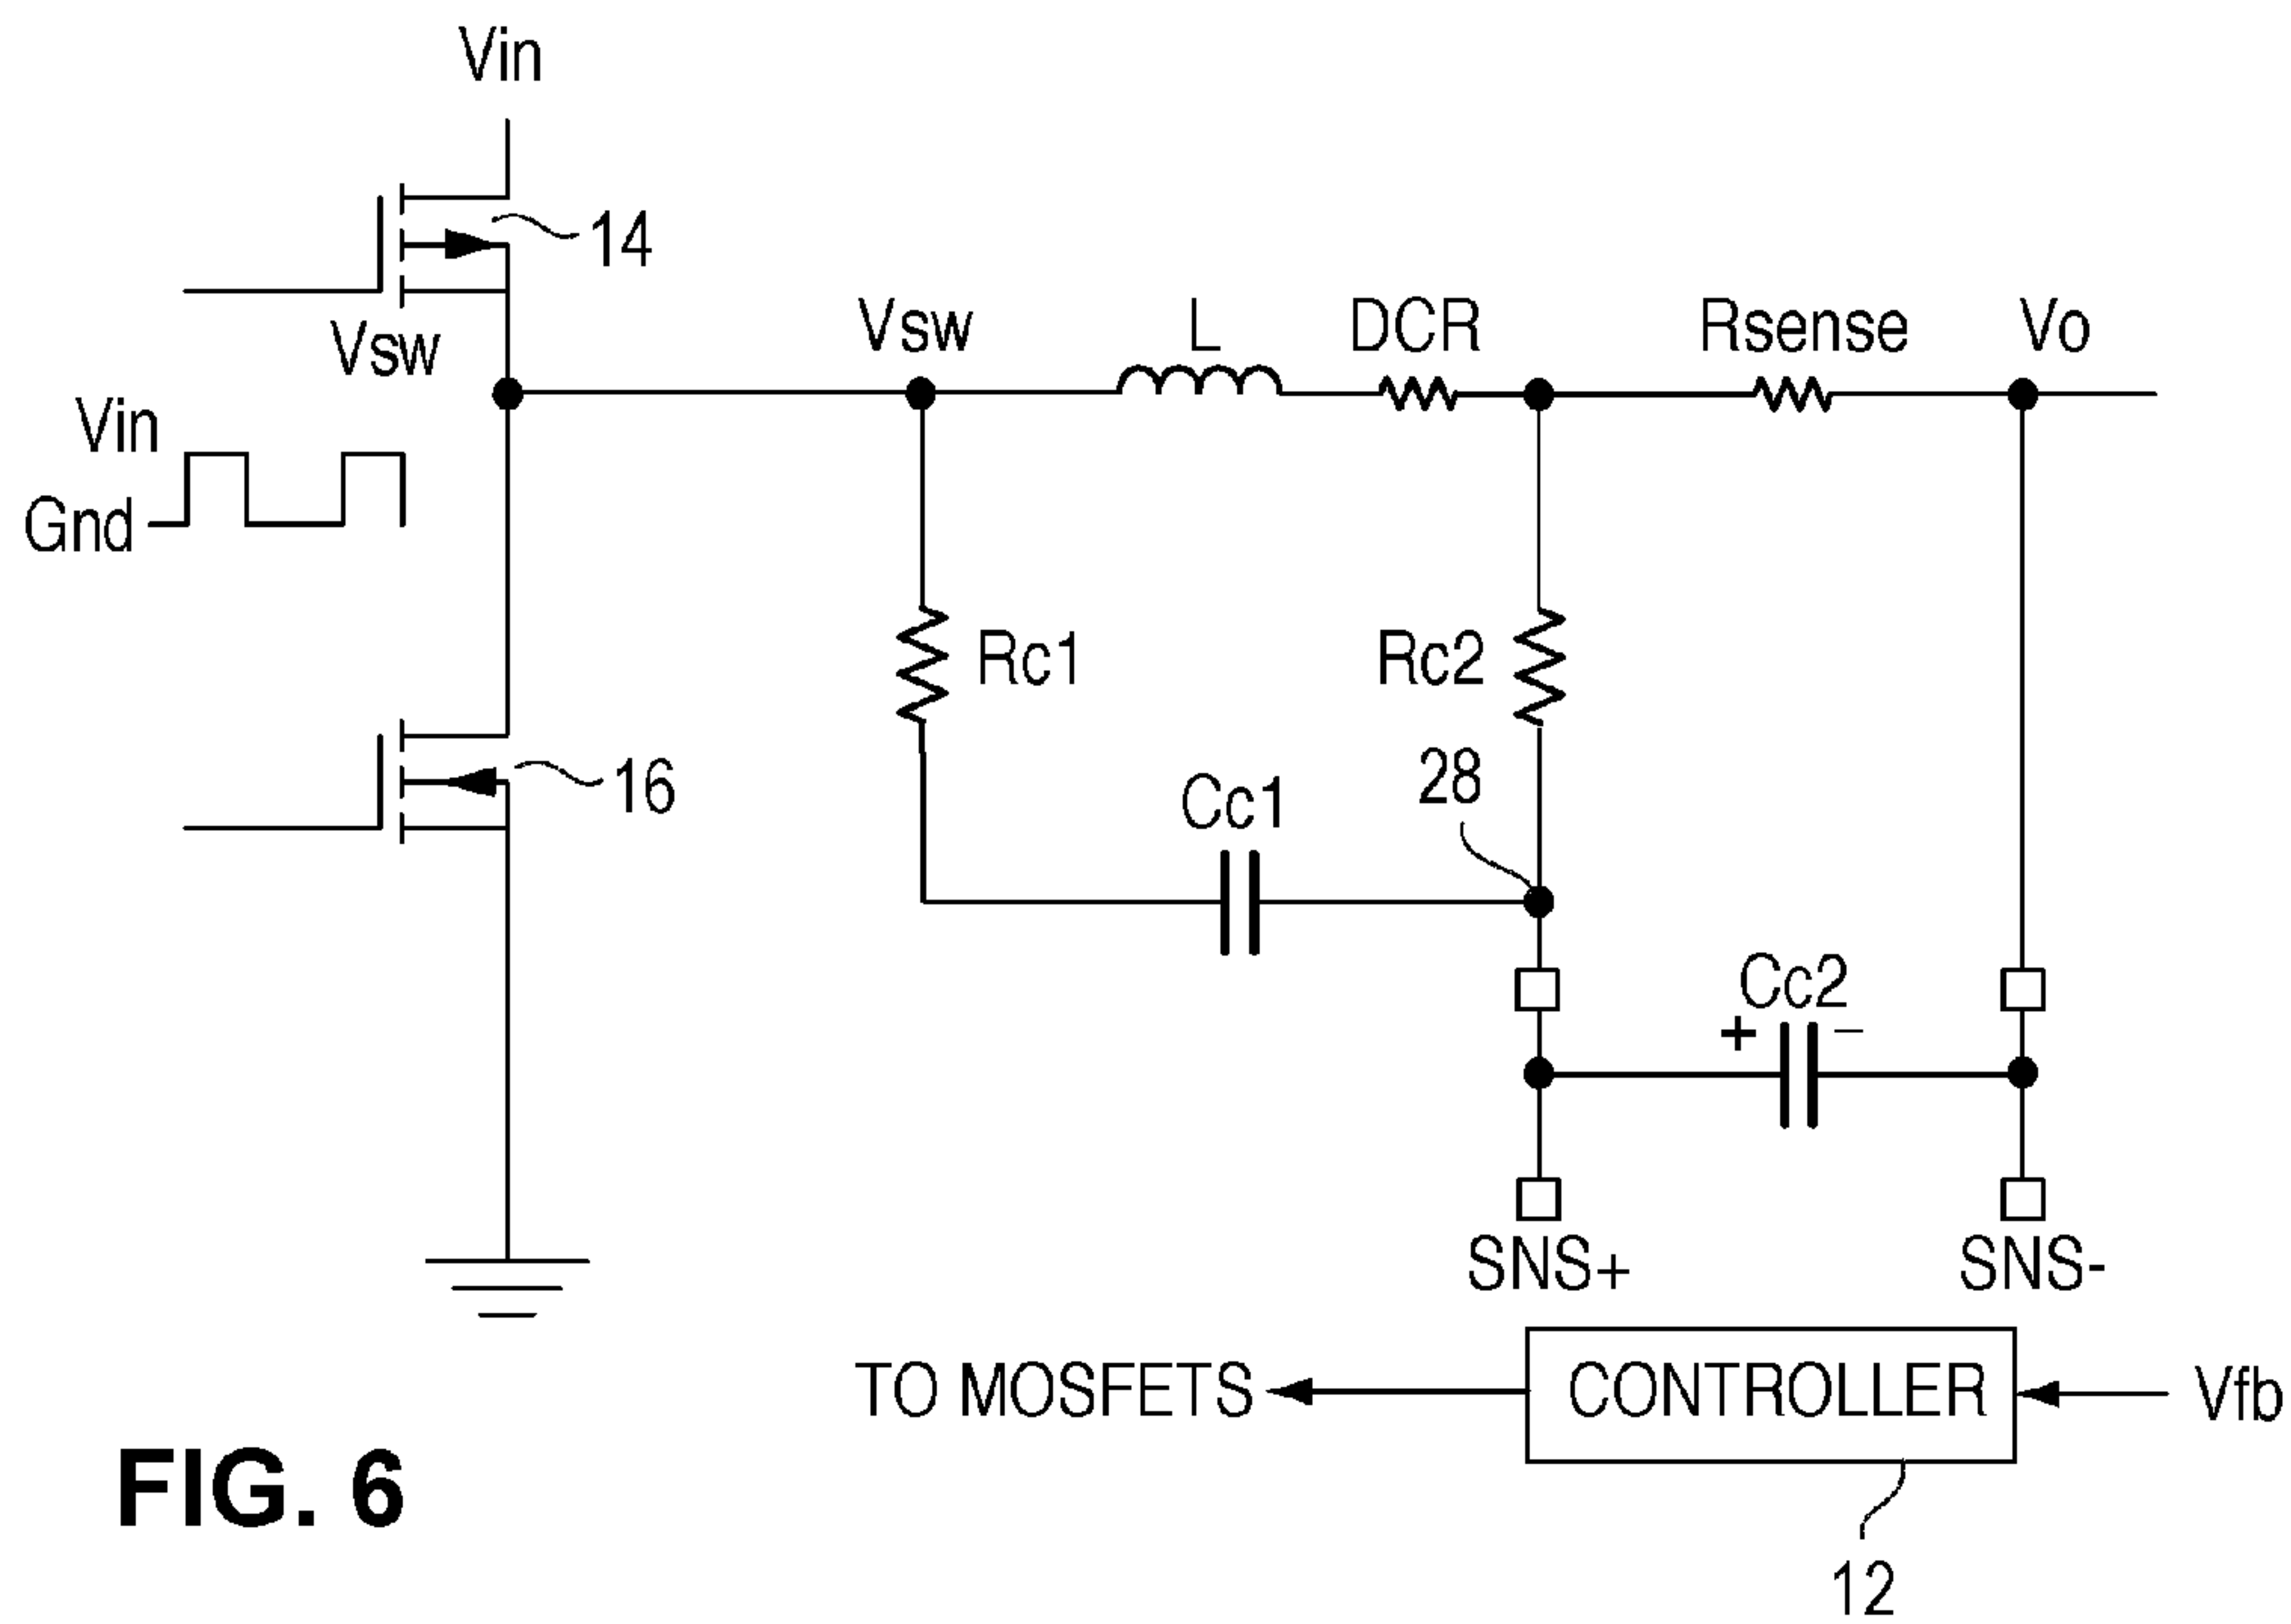 Vin
14
Vsw
Vsw
L
DCR
Rsense
Vo
Vin
Gnd
Rc1
Rc2
28
16
Cc1
Cc2
+
−
SNS+
SNS-
TO MOSFETS
CONTROLLER
Vfb
FIG. 6
12